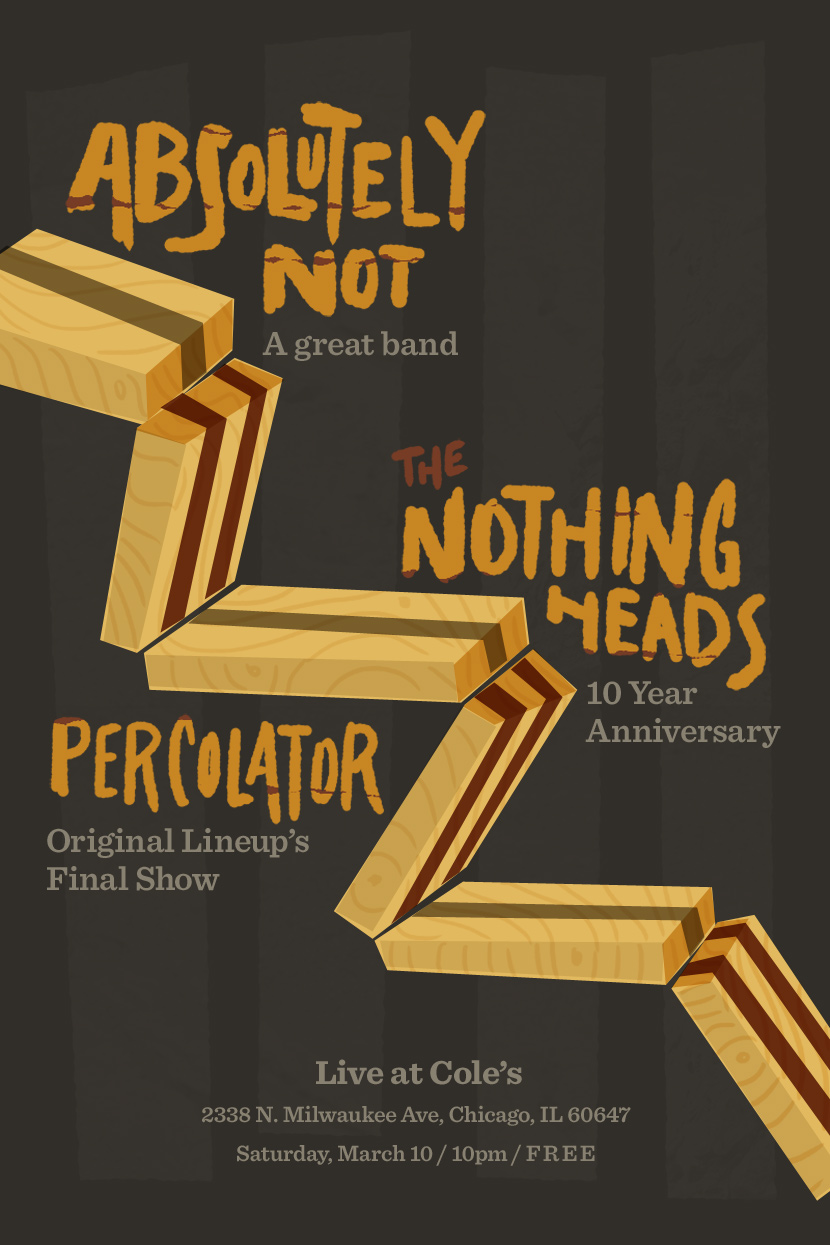 ABSOLUTELY
NOT
A great band
THE
NOTHING
HEADS
10 Year
Anniversary
PERCOLATOR
Original Lineup’s
Final Show
Live at Cole’s
2338 N. Milwaukee Ave, Chicago, IL 60647
Saturday, March 10 / 10pm / FREE